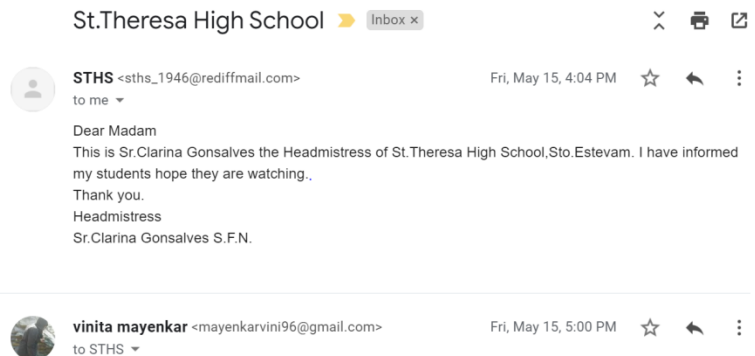 St.Theresa High School Inbox ×
STHS <sths_1946@rediffmail.com> Fri, May 15, 4:04 PM
to me
Dear Madam
This is Sr.Clarina Gonsalves the Headmistress of St.Theresa High School,Sto.Estevam. I have informed
my students hope they are watching..
Thank you.
Headmistress
Sr.Clarina Gonsalves S.F.N.
vinita mayenkar <mayenkarvini96@gmail.com> Fri, May 15, 5:00 PM
to STHS